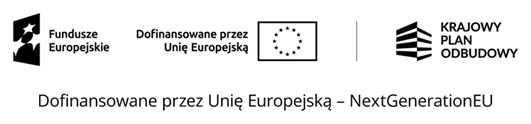 Fundusze
Europejskie
Dofinansowane przez
Unię Europejską
KRAJOWY
PLAN
ODBUDOWY
Dofinansowane przez Unię Europejską – NextGenerationEU